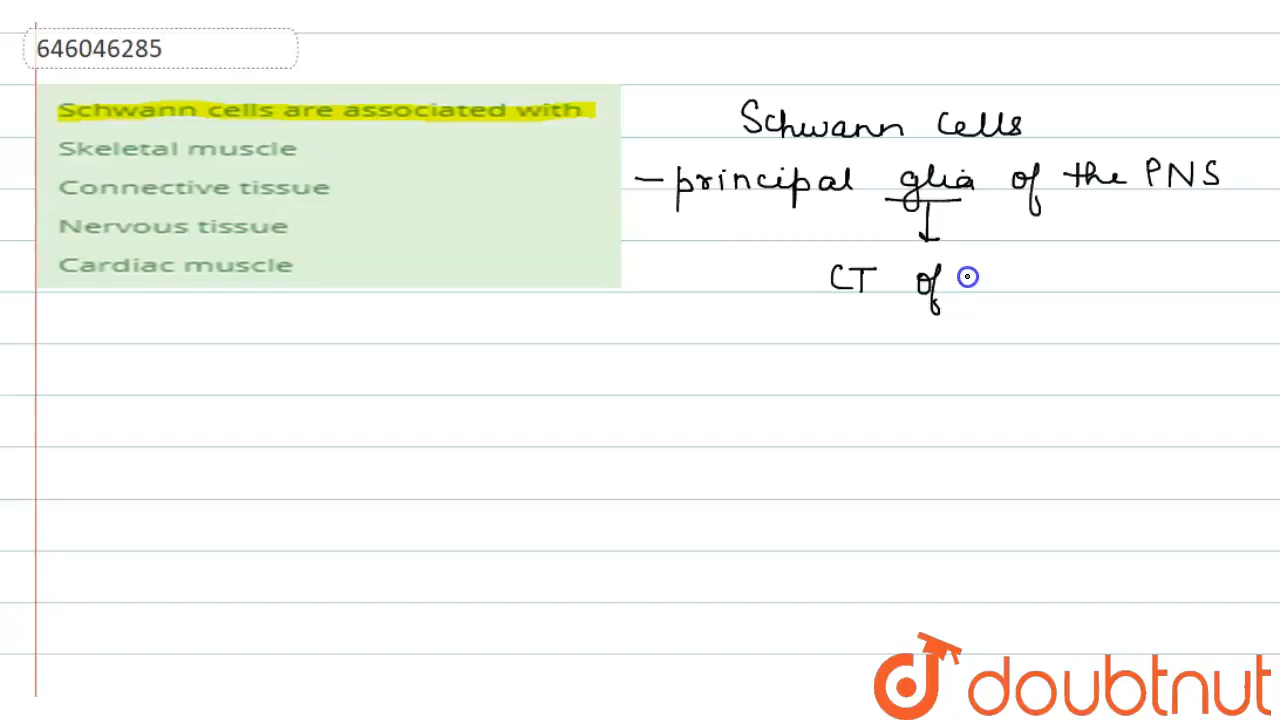 646046285
Schwann cells are associated with
Skeletal muscle
Connective tissue
Nervous tissue
Cardiac muscle
Schwann Cells
- principal glia of the PNS
CT of
doubtnut